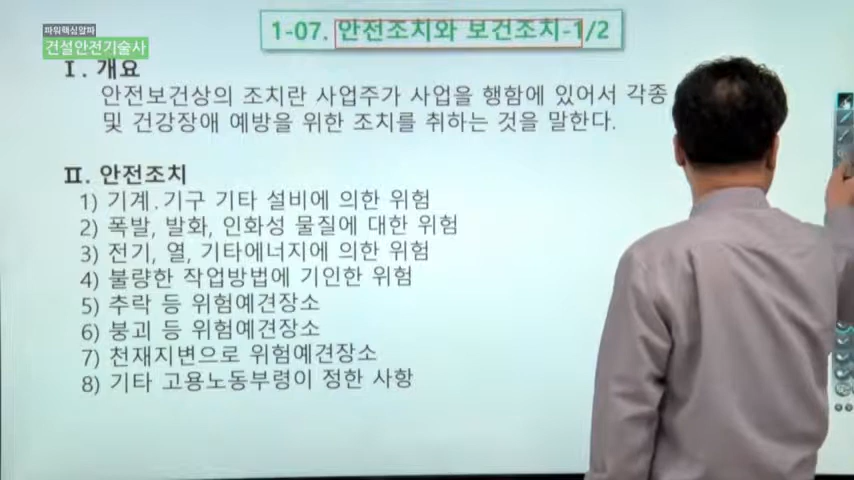 파워핵심알파
건설안전기술사
1-07. 안전조치와 보건조치-1/2
Ⅰ. 개요
안전보건상의 조치란 사업주가 사업을 행함에 있어서 각종
및 건강장애 예방을 위한 조치를 취하는 것을 말한다.
Ⅱ. 안전조치
1) 기계.기구 기타 설비에 의한 위험
2) 폭발, 발화, 인화성 물질에 대한 위험
3) 전기, 열, 기타에너지에 의한 위험
4) 불량한 작업방법에 기인한 위험
5) 추락 등 위험예견장소
6) 붕괴 등 위험예견장소
7) 천재지변으로 위험예견장소
8) 기타 고용노동부령이 정한 사항